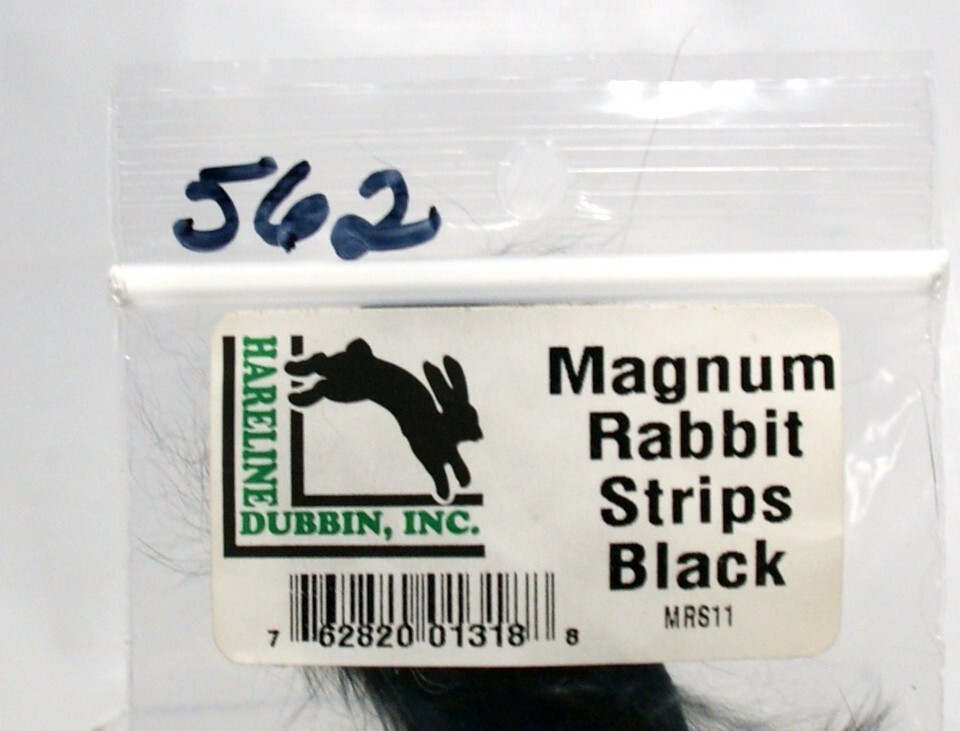 562
HARELINE
DUBBIN, INC.
Magnum
Rabbit
Strips
Black
MRS11
7 62820 01318 8